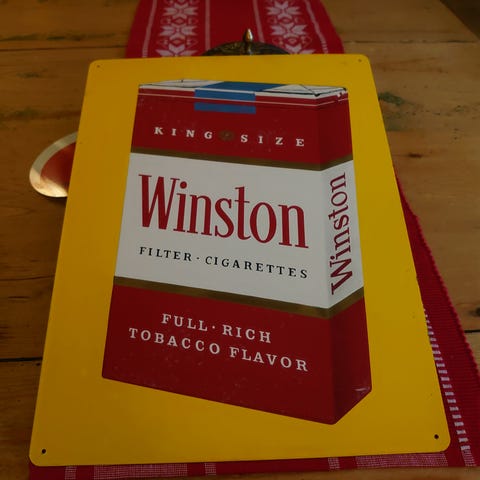 KING SIZE
Winston
FILTER · CIGARETTES
FULL · RICH
TOBACCO FLAVOR
Winston